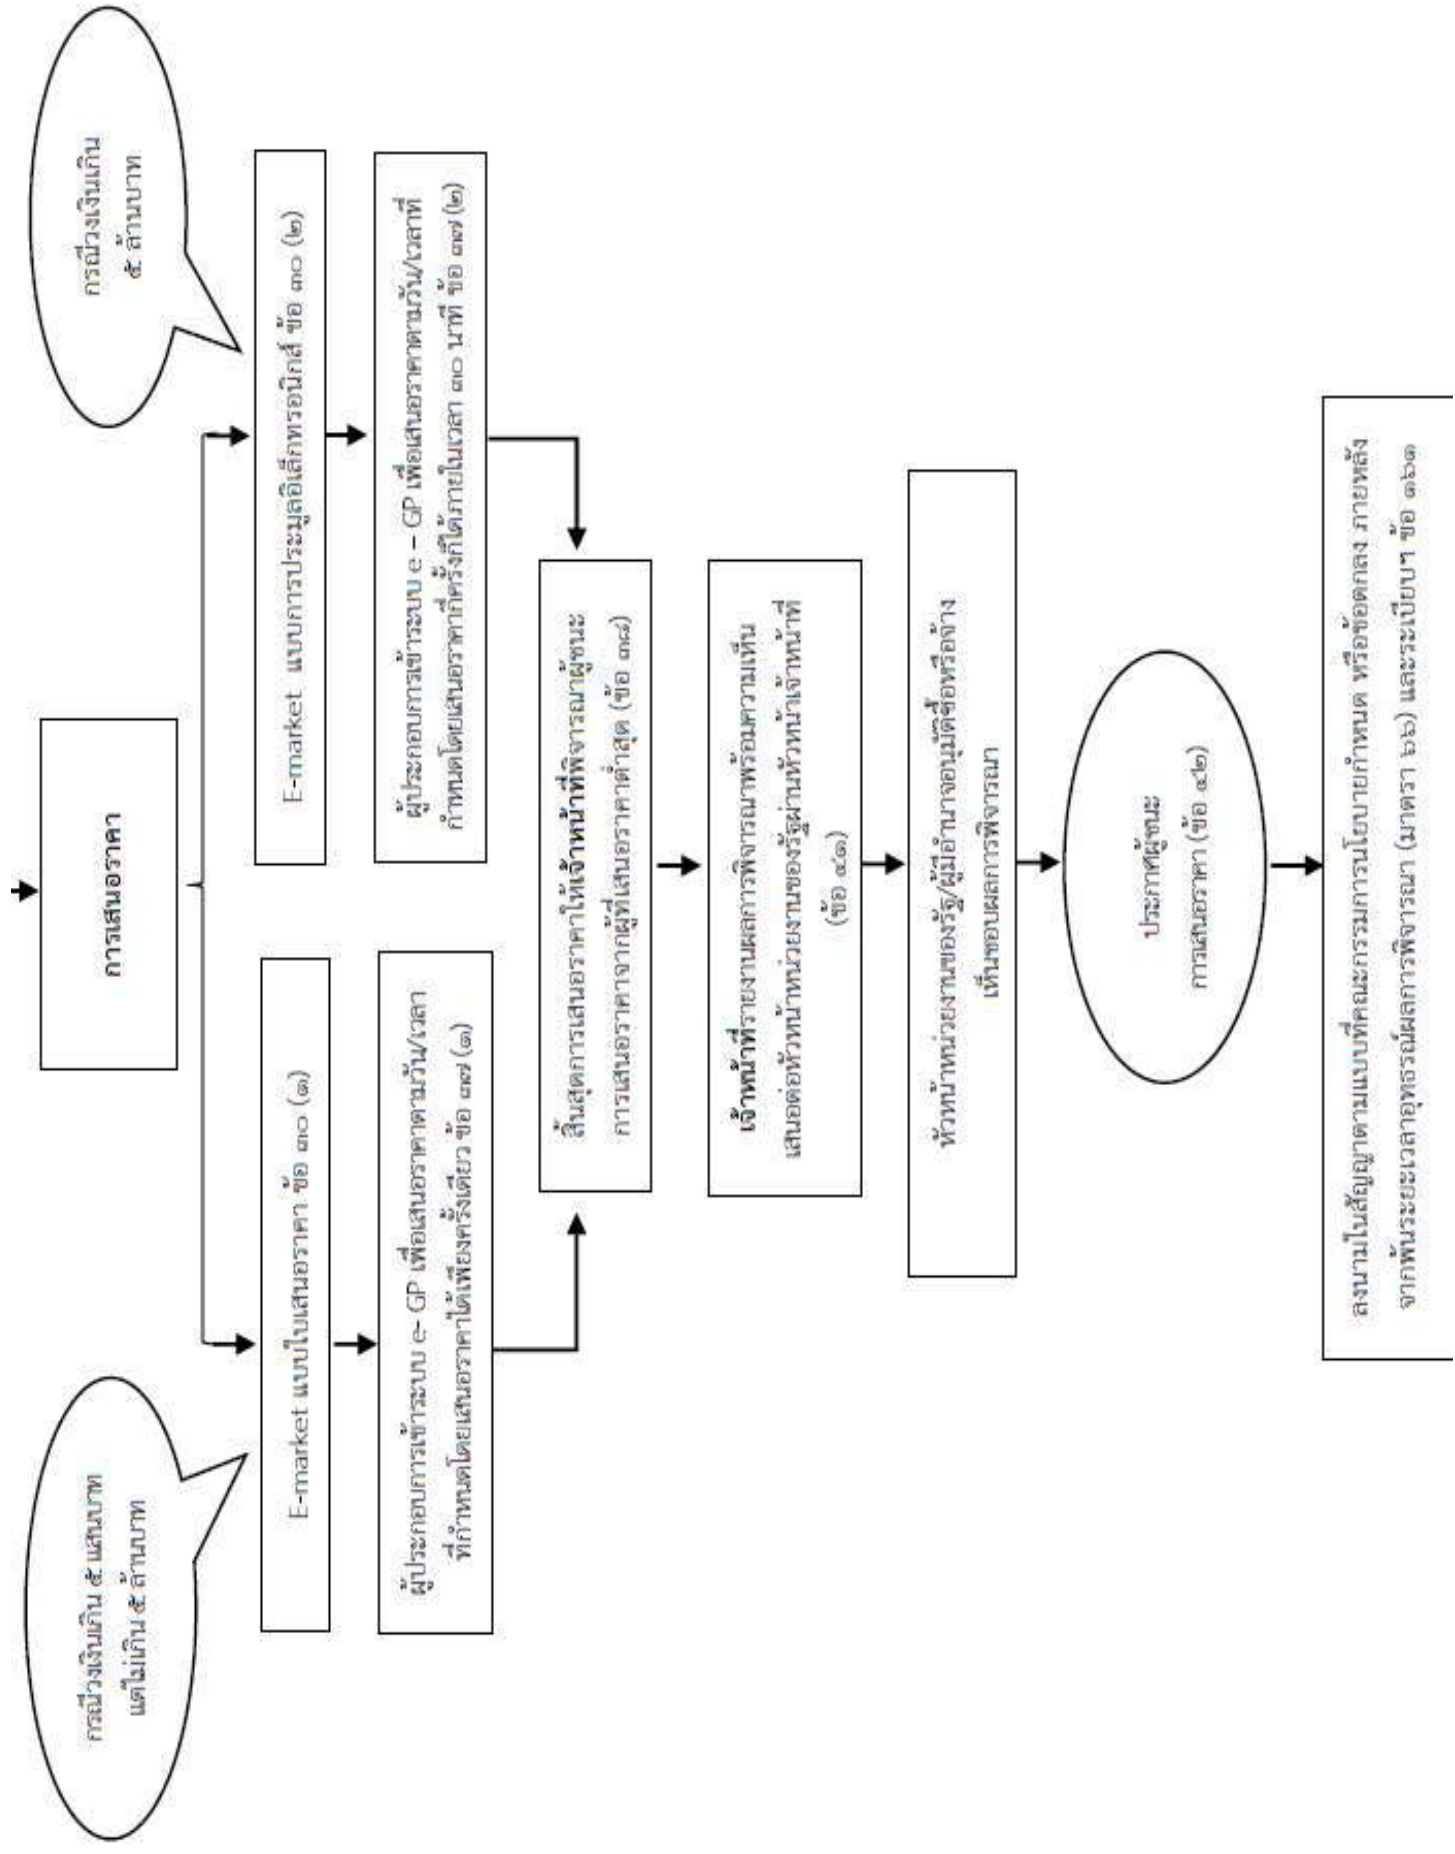 การเสนอราคา
กรณีวงเงินเกิน ๕ แสนบาท
แต่ไม่เกิน ๕ ล้านบาท
กรณีวงเงินเกิน
๕ ล้านบาท
E-market แบบใบเสนอราคา ข้อ ๓๐ (๑)
E-market แบบการประมูลอิเล็กทรอนิกส์ ข้อ ๓๐ (๒)
ผู้ประกอบการเข้าระบบ e- GP เพื่อเสนอราคาตามวัน/เวลา
ที่กำหนดโดยเสนอราคาได้เพียงครั้งเดียว ข้อ ๓๗ (๑)
ผู้ประกอบการเข้าระบบ e – GP เพื่อเสนอราคาตามวัน/เวลาที่
กำหนดโดยเสนอราคากี่ครั้งก็ได้ภายในเวลา ๓๐ นาที ข้อ ๓๗ (๒)
สิ้นสุดการเสนอราคาให้เจ้าหน้าที่พิจารณาผู้ชนะ
การเสนอราคาจากผู้ที่เสนอราคาต่ำสุด (ข้อ ๓๘)
เจ้าหน้าที่รายงานผลการพิจารณาพร้อมความเห็น
เสนอต่อหัวหน้าหน่วยงานของรัฐผ่านหัวหน้าเจ้าหน้าที่
(ข้อ ๔๑)
หัวหน้าหน่วยงานของรัฐ/ผู้มีอำนาจอนุมัติซื้อหรือจ้าง
เห็นชอบผลการพิจารณา
ประกาศผู้ชนะ
การเสนอราคา (ข้อ ๔๒)
ลงนามในสัญญาตามแบบที่คณะกรรมการนโยบายกำหนด หรือข้อตกลง ภายหลัง
จากพ้นระยะเวลาอุทธรณ์ผลการพิจารณา (มาตรา ๖๖) และระเบียบฯ ข้อ ๑๖๑